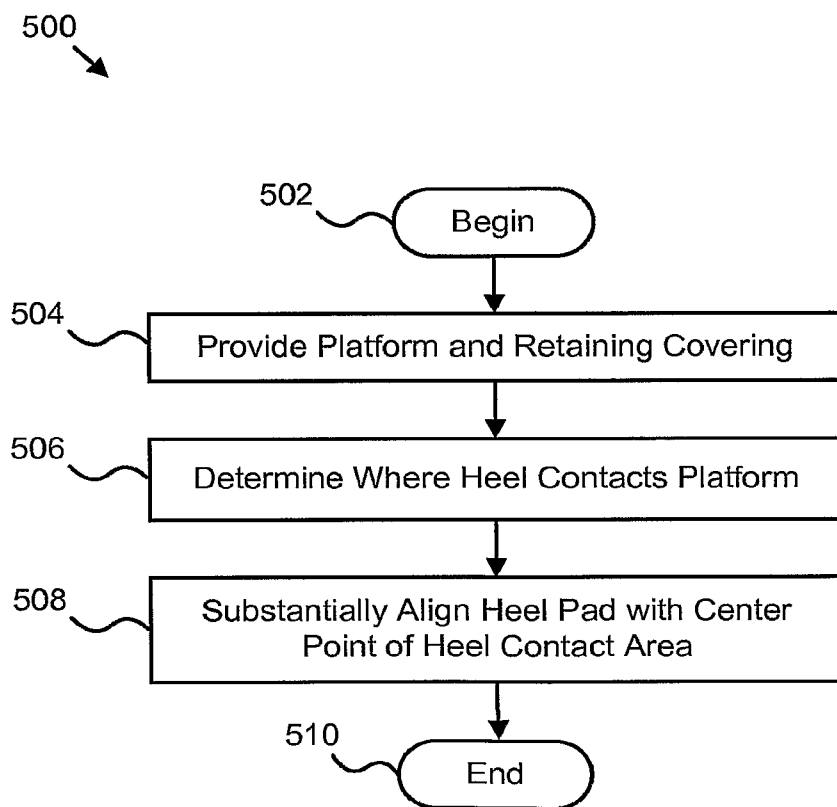 500
502
Begin
504
Provide Platform and Retaining Covering
506
Determine Where Heel Contacts Platform
508
Substantially Align Heel Pad with Center
Point of Heel Contact Area
510
End